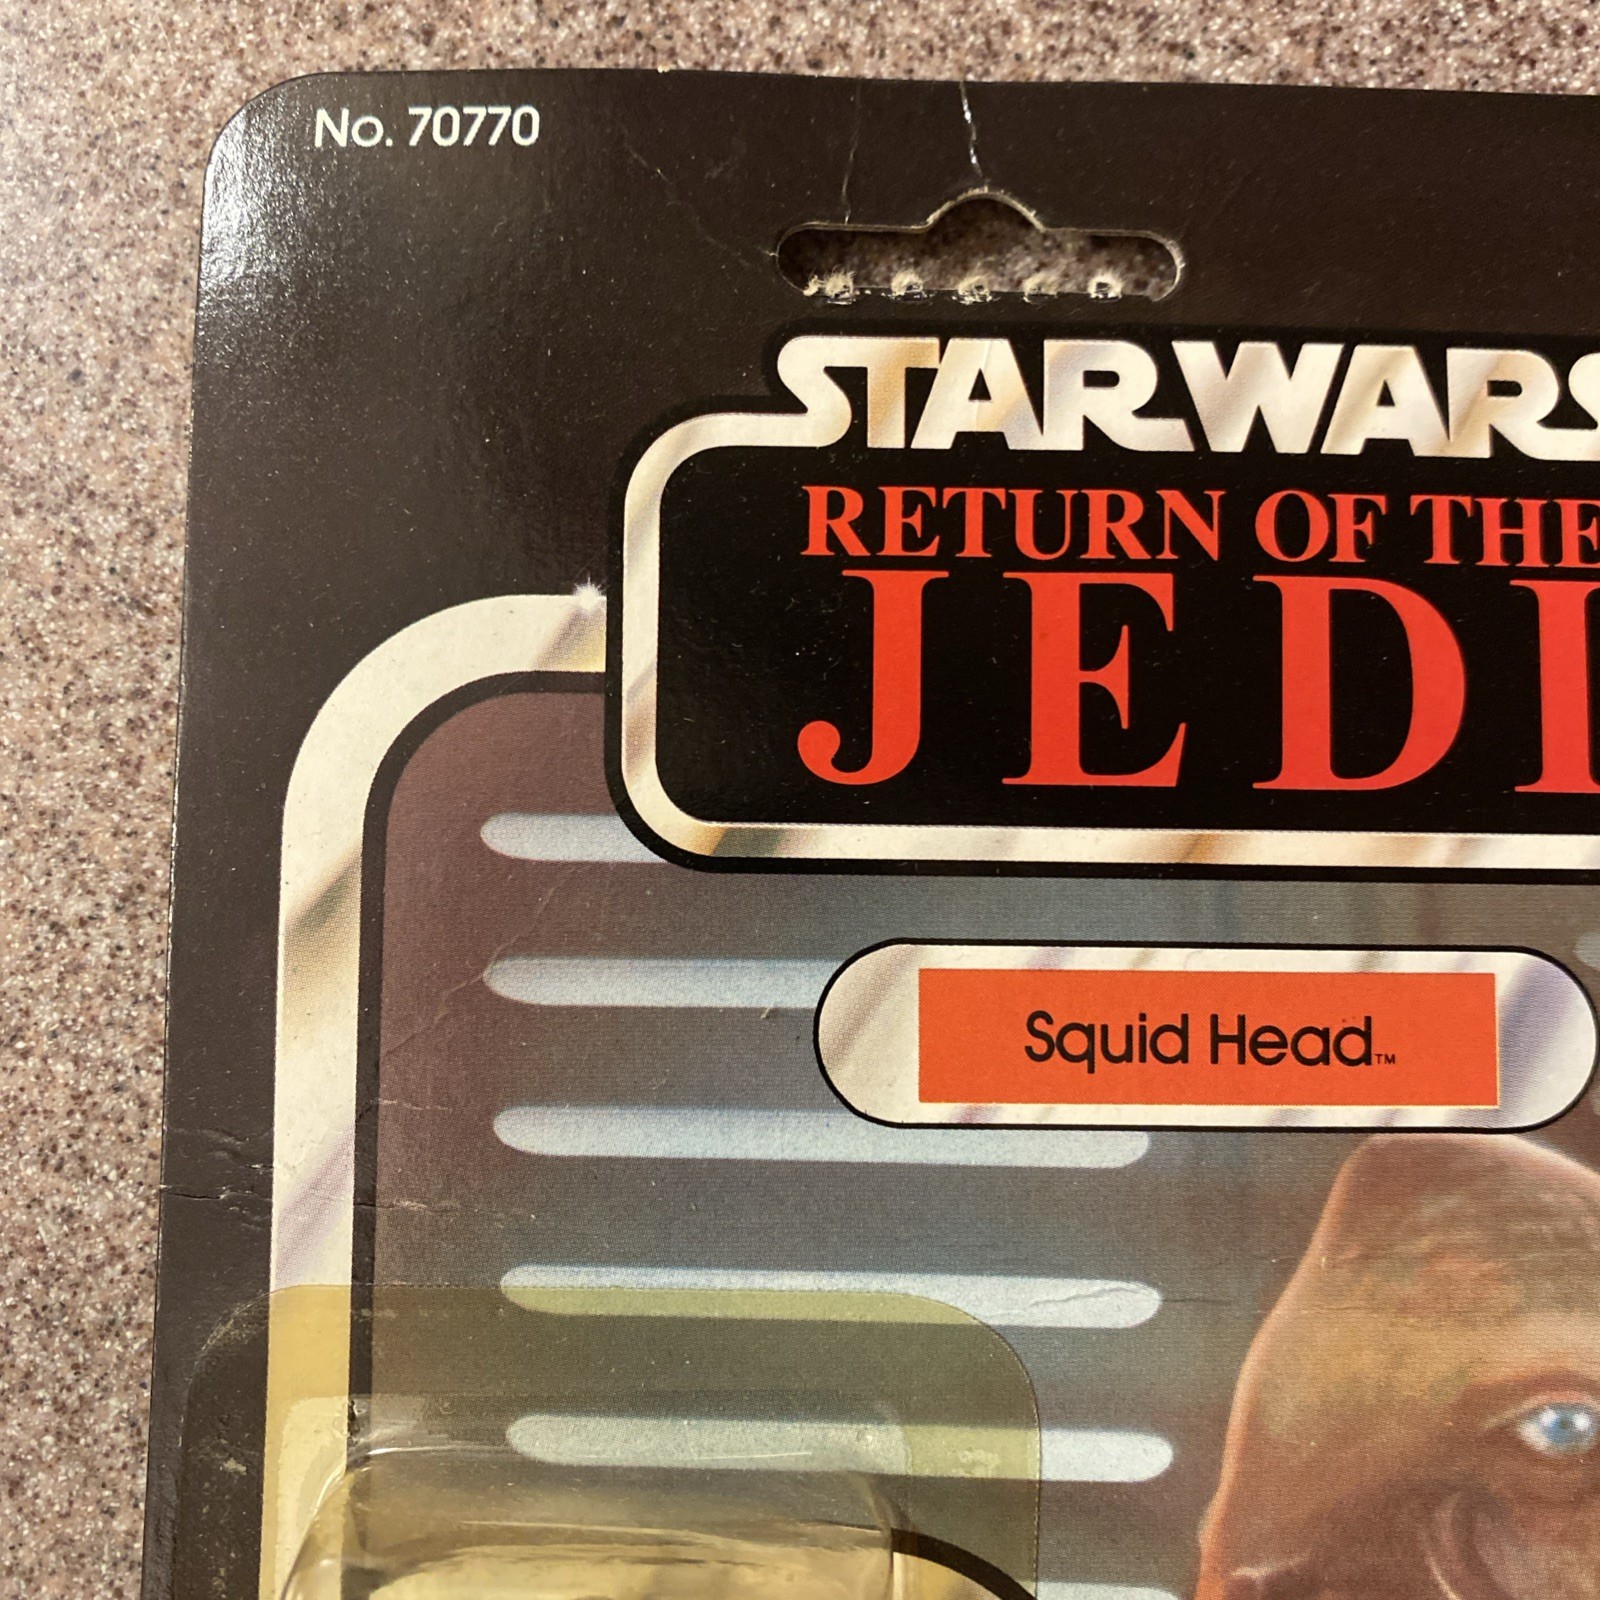 No. 70770
STAR WARS
RETURN OF THE
JEDI
Squid Head™